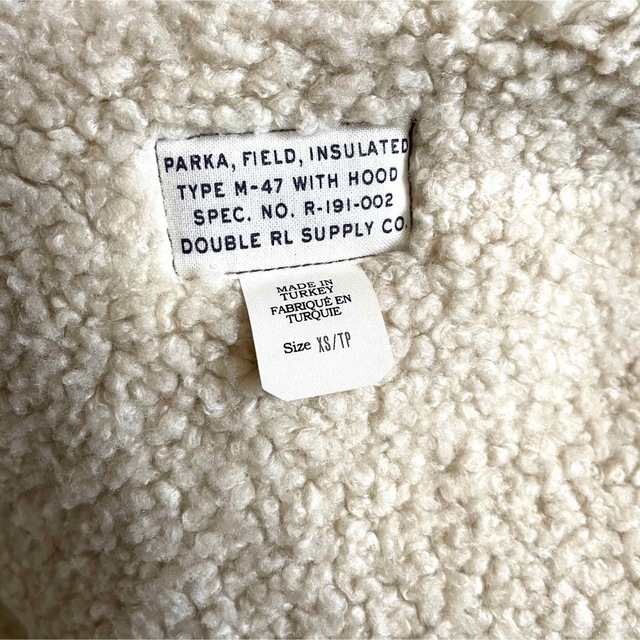 PARKA, FIELD, INSULATED
TYPE M-47 WITH HOOD
SPEC. NO. R-191-002
DOUBLE RL SUPPLY CO.
MADE IN
TURKEY
FABRIQUÉ EN
TURQUIE
Size XS/TP